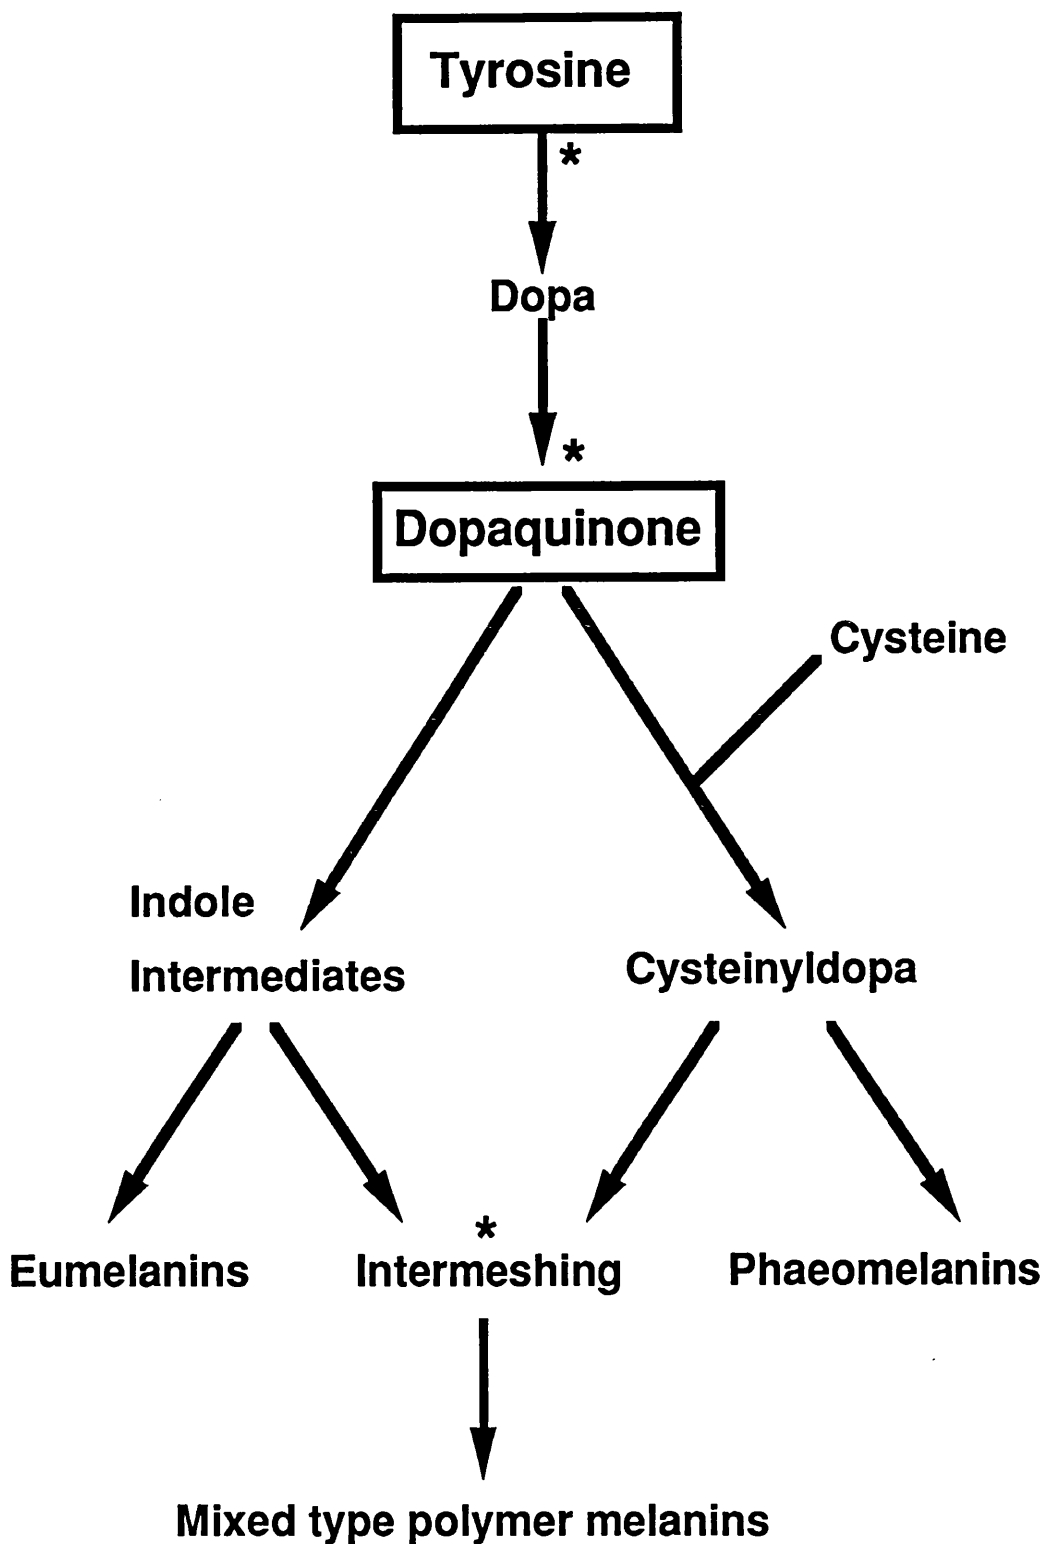 Tyrosine
*
Dopa
*
Dopaquinone
Cysteine
Indole
Intermediates
Cysteinyldopa
*
Eumelanins
Intermeshing
Phaeomelanins
Mixed type polymer melanins